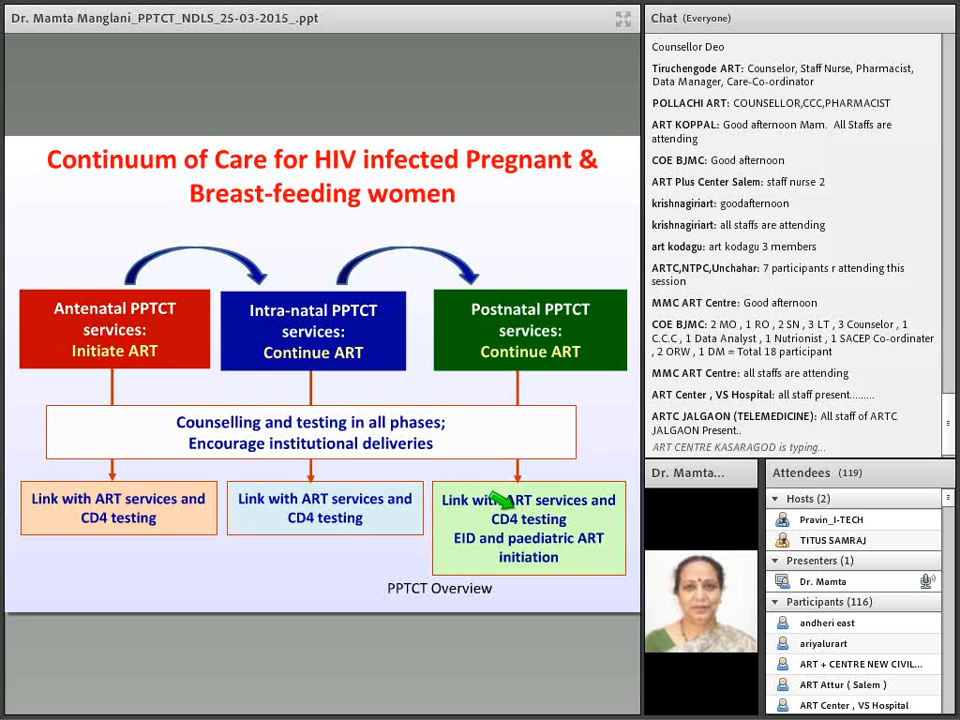 Dr. Mamta Manglani_PPTCT_NDLS_25-03-2015_.ppt
Continuum of Care for HIV infected Pregnant &
Breast-feeding women
Antenatal PPTCT
services:
Initiate ART
Intra-natal PPTCT
services:
Continue ART
Postnatal PPTCT
services:
Continue ART
Counselling and testing in all phases;
Encourage institutional deliveries
Link with ART services and
CD4 testing
Link with ART services and
CD4 testing
Link with ART services and
CD4 testing
EID and paediatric ART
initiation
PPTCT Overview
Chat (Everyone)
Counsellor Deo
Tiruchengode ART: Counselor, Staff Nurse, Pharmacist,
Data Manager, Care-Co-ordinator
POLLACHI ART: COUNSELLOR,CCC,PHARMACIST
ART KOPPAL: Good afternoon Mam. All Staffs are
attending
COE BJMC: Good afternoon
ART Plus Center Salem: staff nurse 2
krishnagiriart: goodafternoon
krishnagiriart: all staffs are attending
art kodagu: art kodagu 3 members
ARTC,NTPC,Unchahar: 7 participants r attending this
session
MMC ART Centre: Good afternoon
COE BJMC: 2 MO , 1 RO , 2 SN , 3 LT , 3 Counselor , 1
C.C.C , 1 Data Analyst , 1 Nutrionist , 1 SACEP Co-ordinater
, 2 ORW , 1 DM = Total 18 participant
MMC ART Centre: all staffs are attending
ART Center , VS Hospital: all staff present.........
ARTC JALGAON (TELEMEDICINE): All staff of ARTC
JALGAON Present..
ART CENTRE KASARAGOD is typing...
Dr. Mamta...
Attendees (119)
Hosts (2)
Pravin_I-TECH
TITUS SAMRAJ
Presenters (1)
Dr. Mamta
Participants (116)
andheri east
ariyalurart
ART + CENTRE NEW CIVIL...
ART Attur ( Salem )
ART Center , VS Hospital